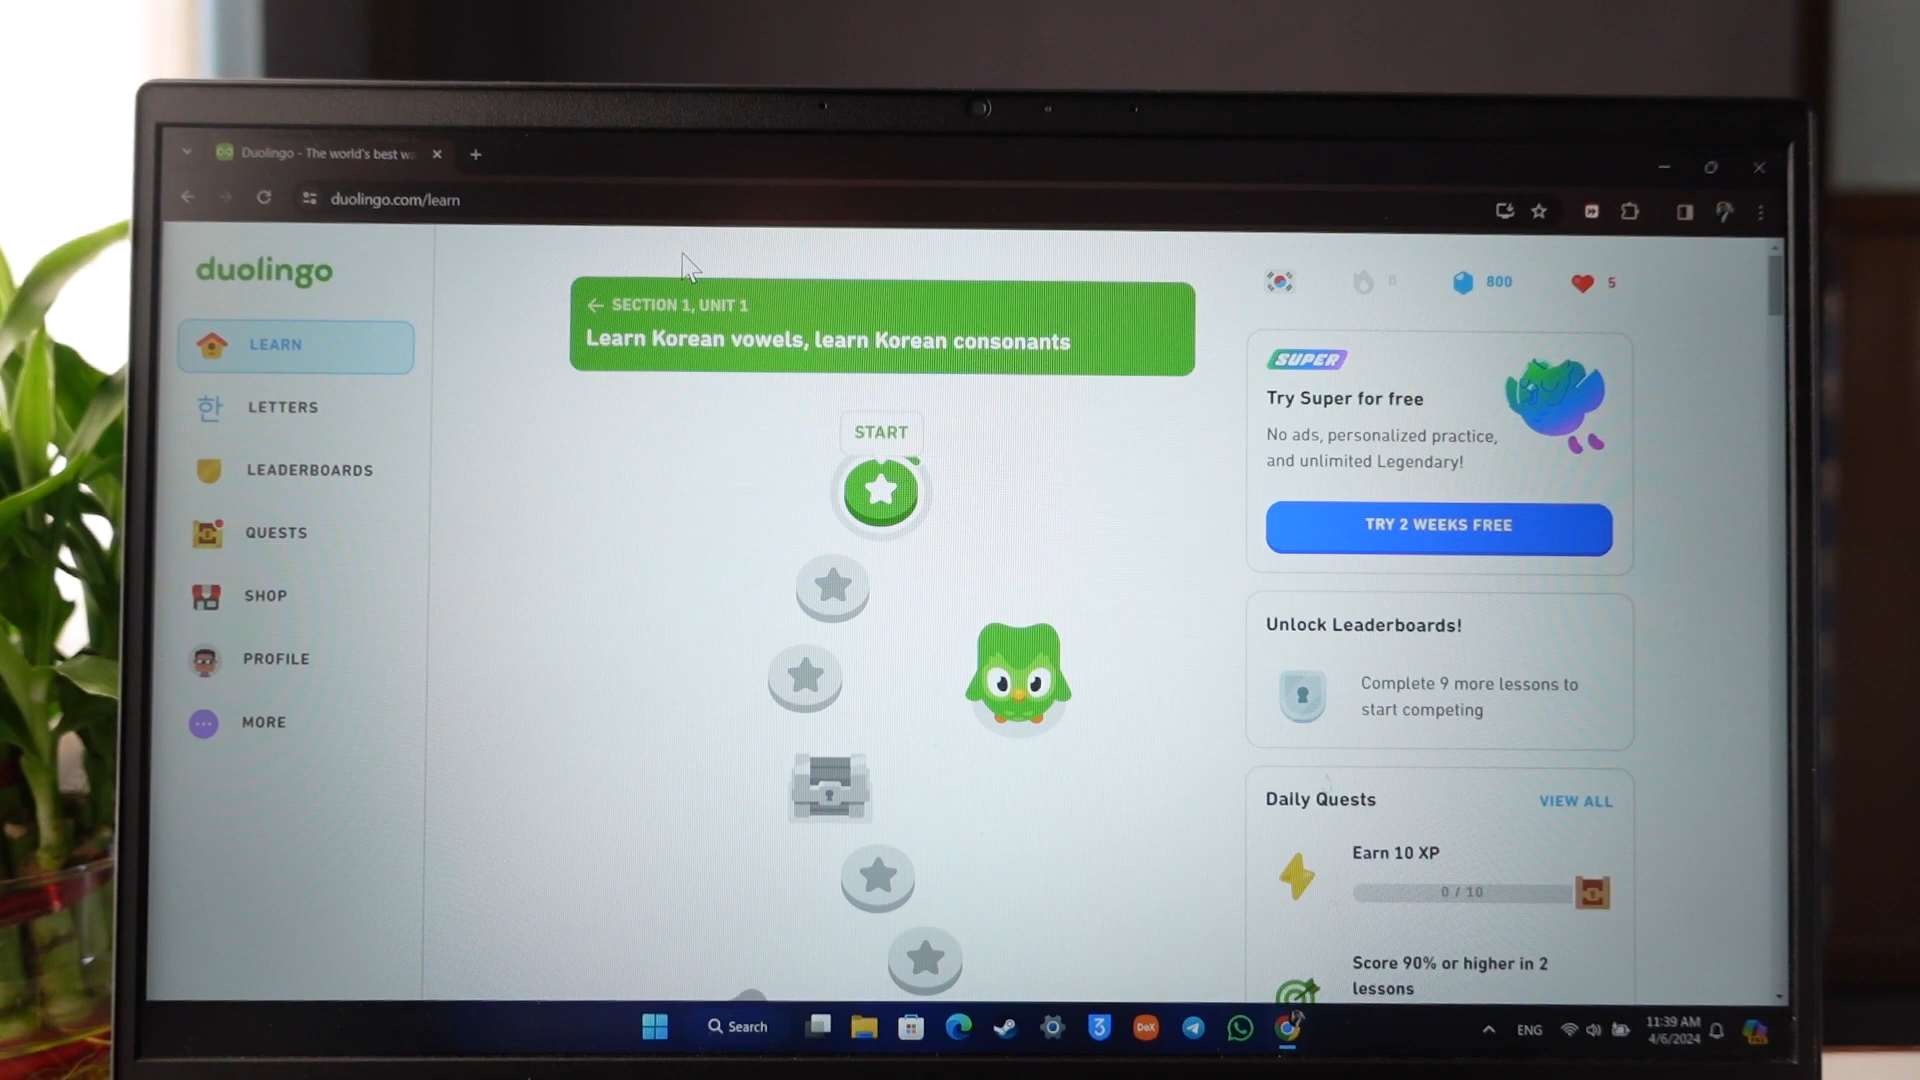 Duolingo - The world's best w
duolingo.com/learn
duolingo
LEARN
한 LETTERS
LEADERBOARDS
QUESTS
SHOP
PROFILE
MORE
SECTION 1, UNIT 1
Learn Korean vowels, learn Korean consonants
START
0 800 5
SUPER
Try Super for free
No ads, personalized practice,
and unlimited Legendary!
TRY 2 WEEKS FREE
Unlock Leaderboards!
Complete 9 more lessons to
start competing
Daily Quests VIEW ALL
Earn 10 XP
0 / 10
Score 90% or higher in 2
lessons
Search
3
DeX
ENG
11:39 AM
4/6/2024